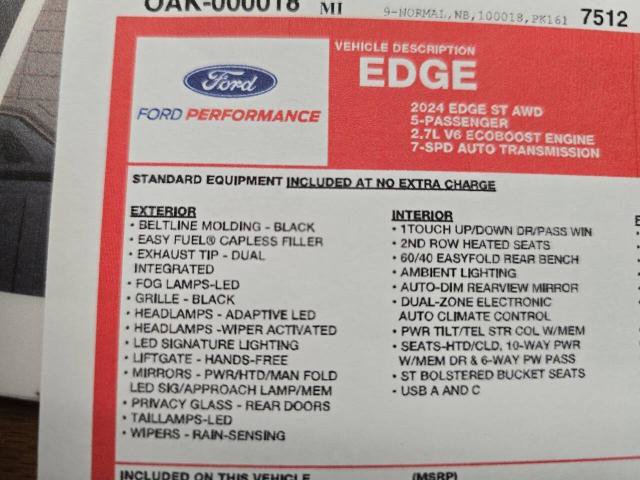 OAK-000018 MI 9-NORMAL,NB,100018,PK161 7512
Ford
FORD PERFORMANCE
VEHICLE DESCRIPTION
EDGE
2024 EDGE ST AWD
5-PASSENGER
2.7L V6 ECOBOOST ENGINE
7-SPD AUTO TRANSMISSION
STANDARD EQUIPMENT INCLUDED AT NO EXTRA CHARGE
EXTERIOR
• BELTLINE MOLDING - BLACK
• EASY FUEL® CAPLESS FILLER
• EXHAUST TIP - DUAL
INTEGRATED
• FOG LAMPS-LED
• GRILLE - BLACK
• HEADLAMPS - ADAPTIVE LED
• HEADLAMPS -WIPER ACTIVATED
• LED SIGNATURE LIGHTING
• LIFTGATE - HANDS-FREE
• MIRRORS - PWR/HTD/MAN FOLD
LED SIG/APPROACH LAMP/MEM
• PRIVACY GLASS - REAR DOORS
• TAILLAMPS-LED
• WIPERS - RAIN-SENSING
INTERIOR
• 1TOUCH UP/DOWN DR/PASS WIN
• 2ND ROW HEATED SEATS
• 60/40 EASYFOLD REAR BENCH
• AMBIENT LIGHTING
• AUTO-DIM REARVIEW MIRROR
• DUAL-ZONE ELECTRONIC
AUTO CLIMATE CONTROL
• PWR TILT/TEL STR COL W/MEM
• SEATS-HTD/CLD, 10-WAY PWR
W/MEM DR & 6-WAY PW PASS
• ST BOLSTERED BUCKET SEATS
• USB A AND C
INCLUDED ON THIS VEHICLE (MSRP)